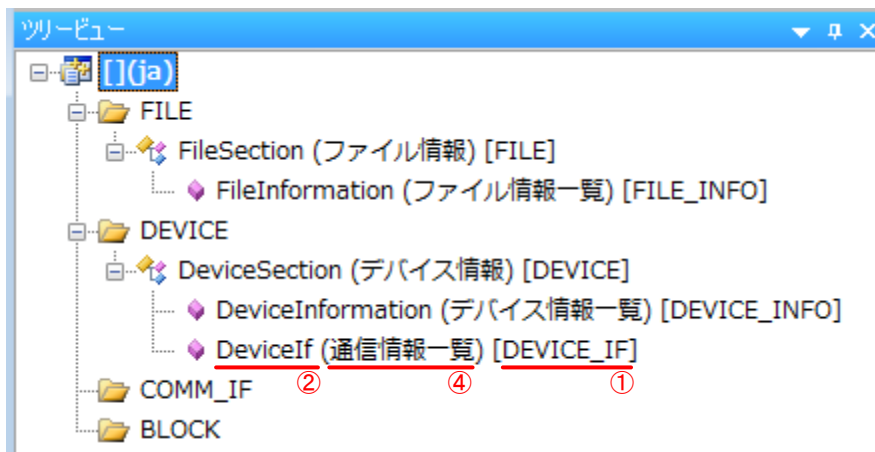 ツリービュー
[](ja)
FILE
FileSection (ファイル情報) [FILE]
FileInformation (ファイル情報一覧) [FILE_INFO]
DEVICE
DeviceSection (デバイス情報) [DEVICE]
DeviceInformation (デバイス情報一覧) [DEVICE_INFO]
DeviceIf (通信情報一覧) [DEVICE_IF]
② ④ ①
COMM_IF
BLOCK